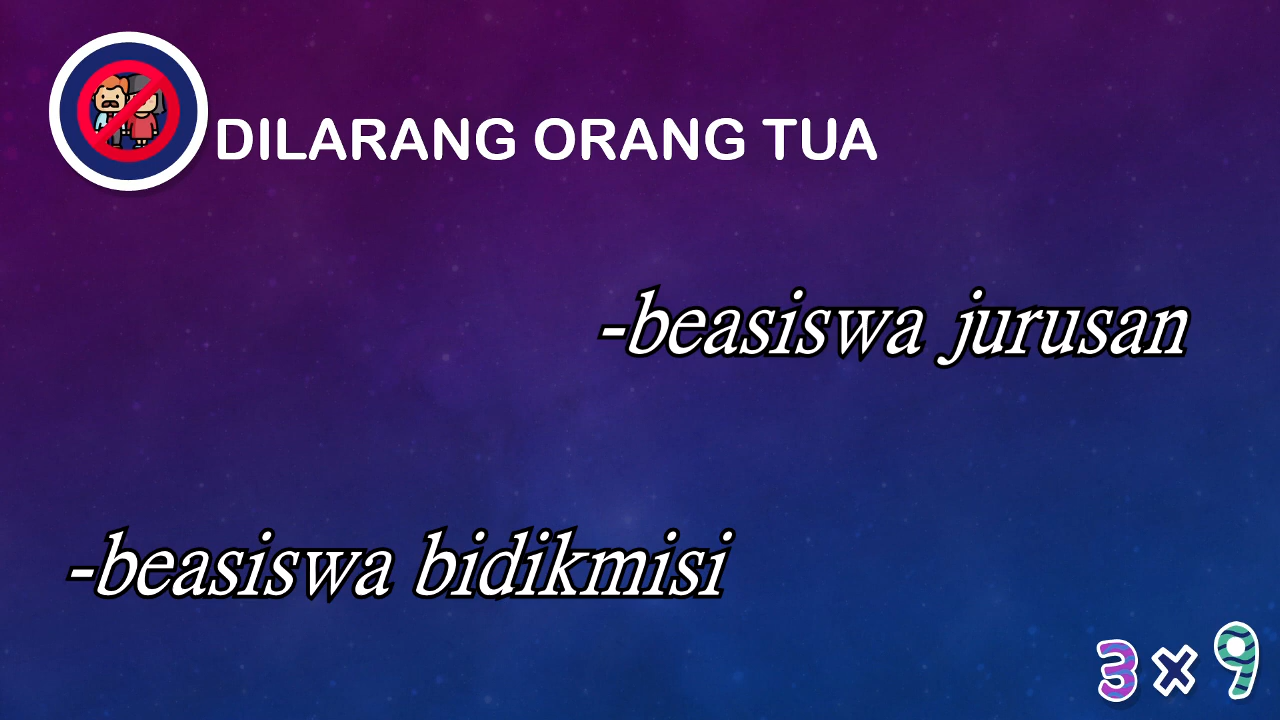 DILARANG ORANG TUA
-beasiswa jurusan
-beasiswa bidikmisi
3 × 9